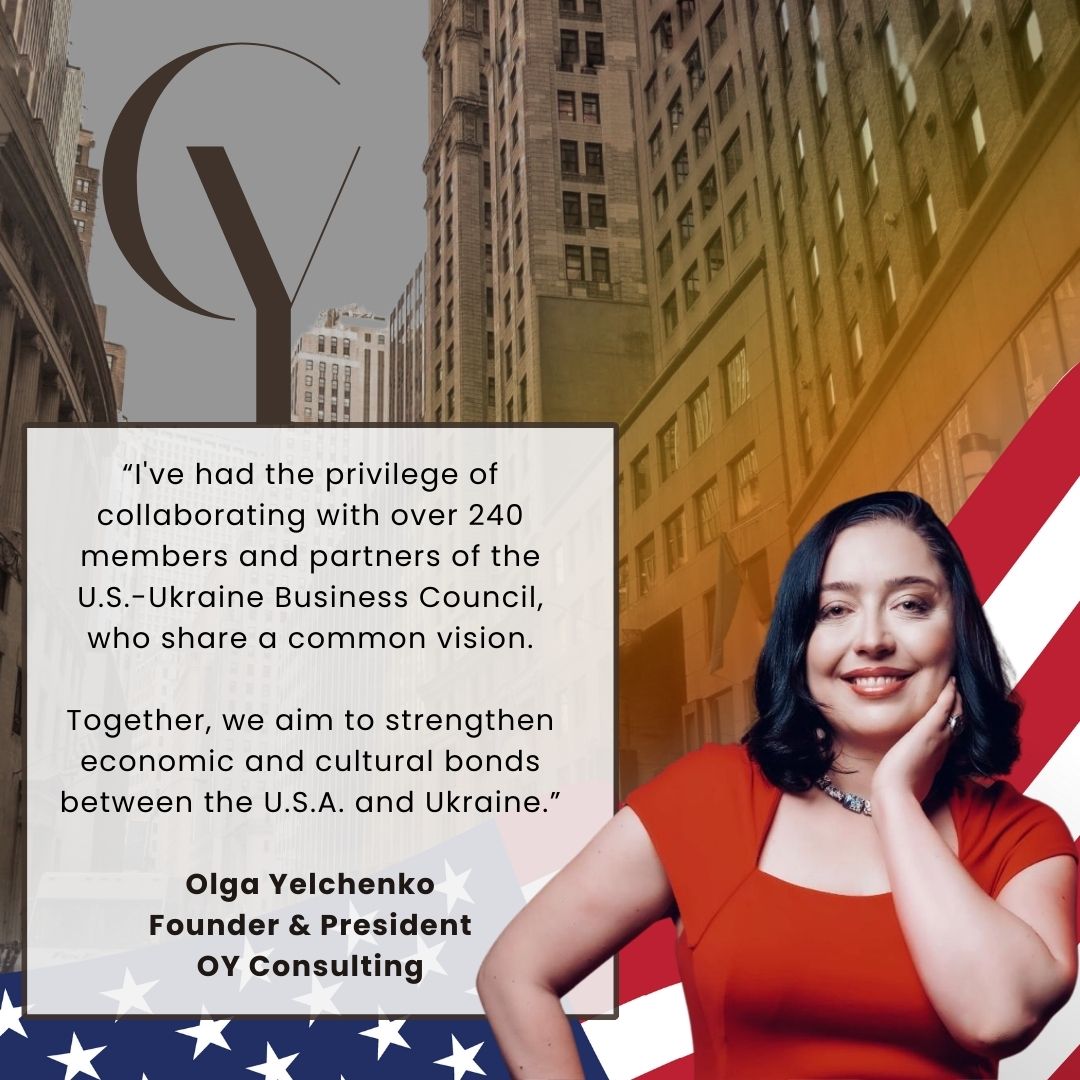 OY
“I've had the privilege of
collaborating with over 240
members and partners of the
U.S.-Ukraine Business Council,
who share a common vision.
Together, we aim to strengthen
economic and cultural bonds
between the U.S.A. and Ukraine.”
Olga Yelchenko
Founder & President
OY Consulting